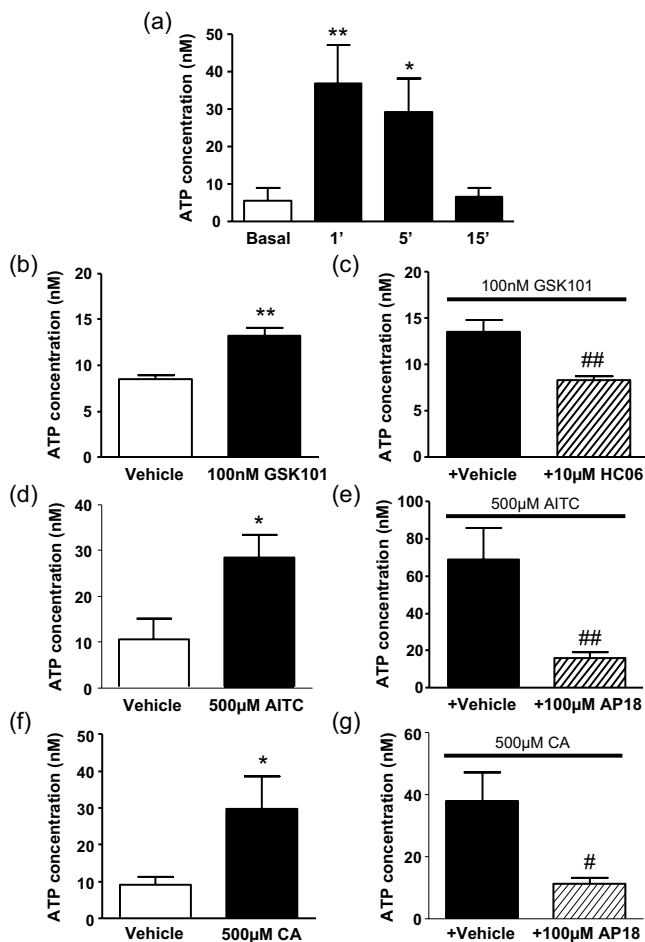 (a)
ATP concentration (nM)
50
40
30
20
10
0
**
*
Basal 1’ 5’ 15’
(b)
ATP concentration (nM)
20
15
10
5
0
**
Vehicle 100nM GSK101
(c)
ATP concentration (nM)
20
15
10
5
0
100nM GSK101
##
+Vehicle +10µM HC06
(d)
ATP concentration (nM)
40
30
20
10
0
*
Vehicle 500µM AITC
(e)
ATP concentration (nM)
100
80
60
40
20
0
500µM AITC
##
+Vehicle +100µM AP18
(f)
ATP concentration (nM)
50
40
30
20
10
0
*
Vehicle 500µM CA
(g)
ATP concentration (nM)
60
40
20
0
500µM CA
#
+Vehicle +100µM AP18